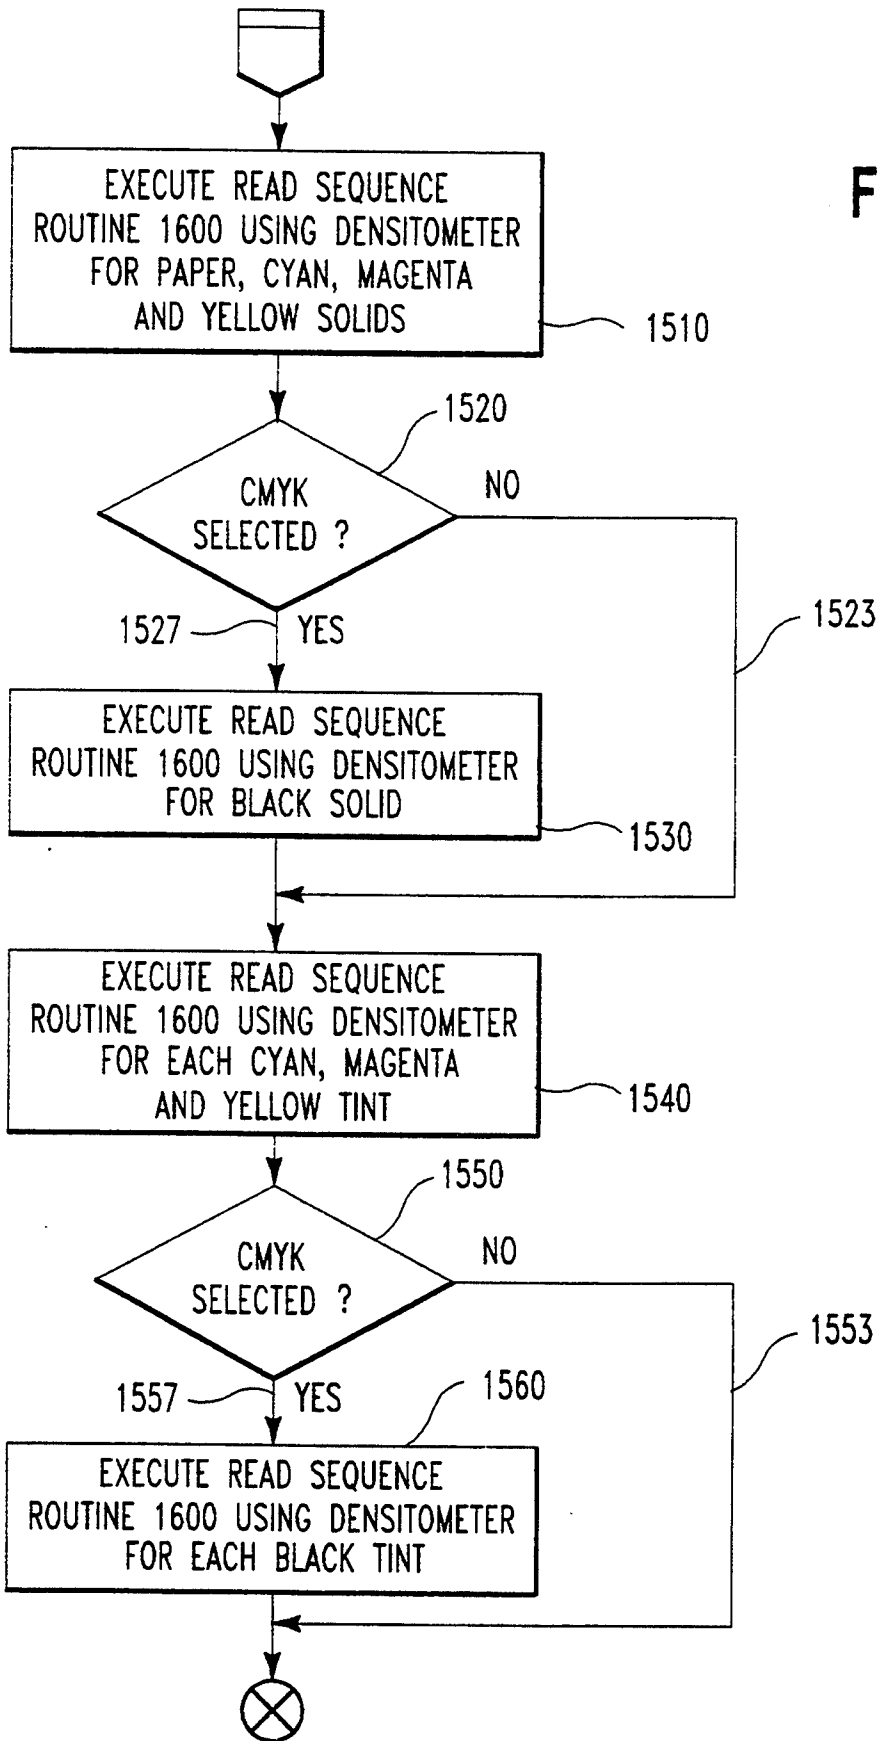 EXECUTE READ SEQUENCE
ROUTINE 1600 USING DENSITOMETER
FOR PAPER, CYAN, MAGENTA
AND YELLOW SOLIDS
F
1510
1520
CMYK
SELECTED ?
NO
1523
1527
YES
EXECUTE READ SEQUENCE
ROUTINE 1600 USING DENSITOMETER
FOR BLACK SOLID
1530
EXECUTE READ SEQUENCE
ROUTINE 1600 USING DENSITOMETER
FOR EACH CYAN, MAGENTA
AND YELLOW TINT
1540
1550
CMYK
SELECTED ?
NO
1553
1557
YES
1560
EXECUTE READ SEQUENCE
ROUTINE 1600 USING DENSITOMETER
FOR EACH BLACK TINT